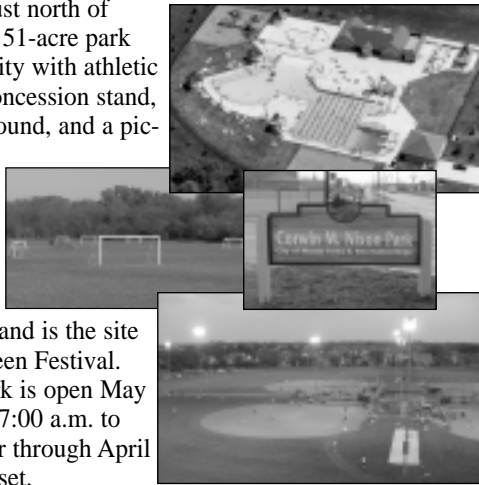 ust north of
51-acre park
ity with athletic
oncession stand,
ound, and a pic-
Corwin M. Nixon Park
and is the site
een Festival.
k is open May
7:00 a.m. to
r through April
set.